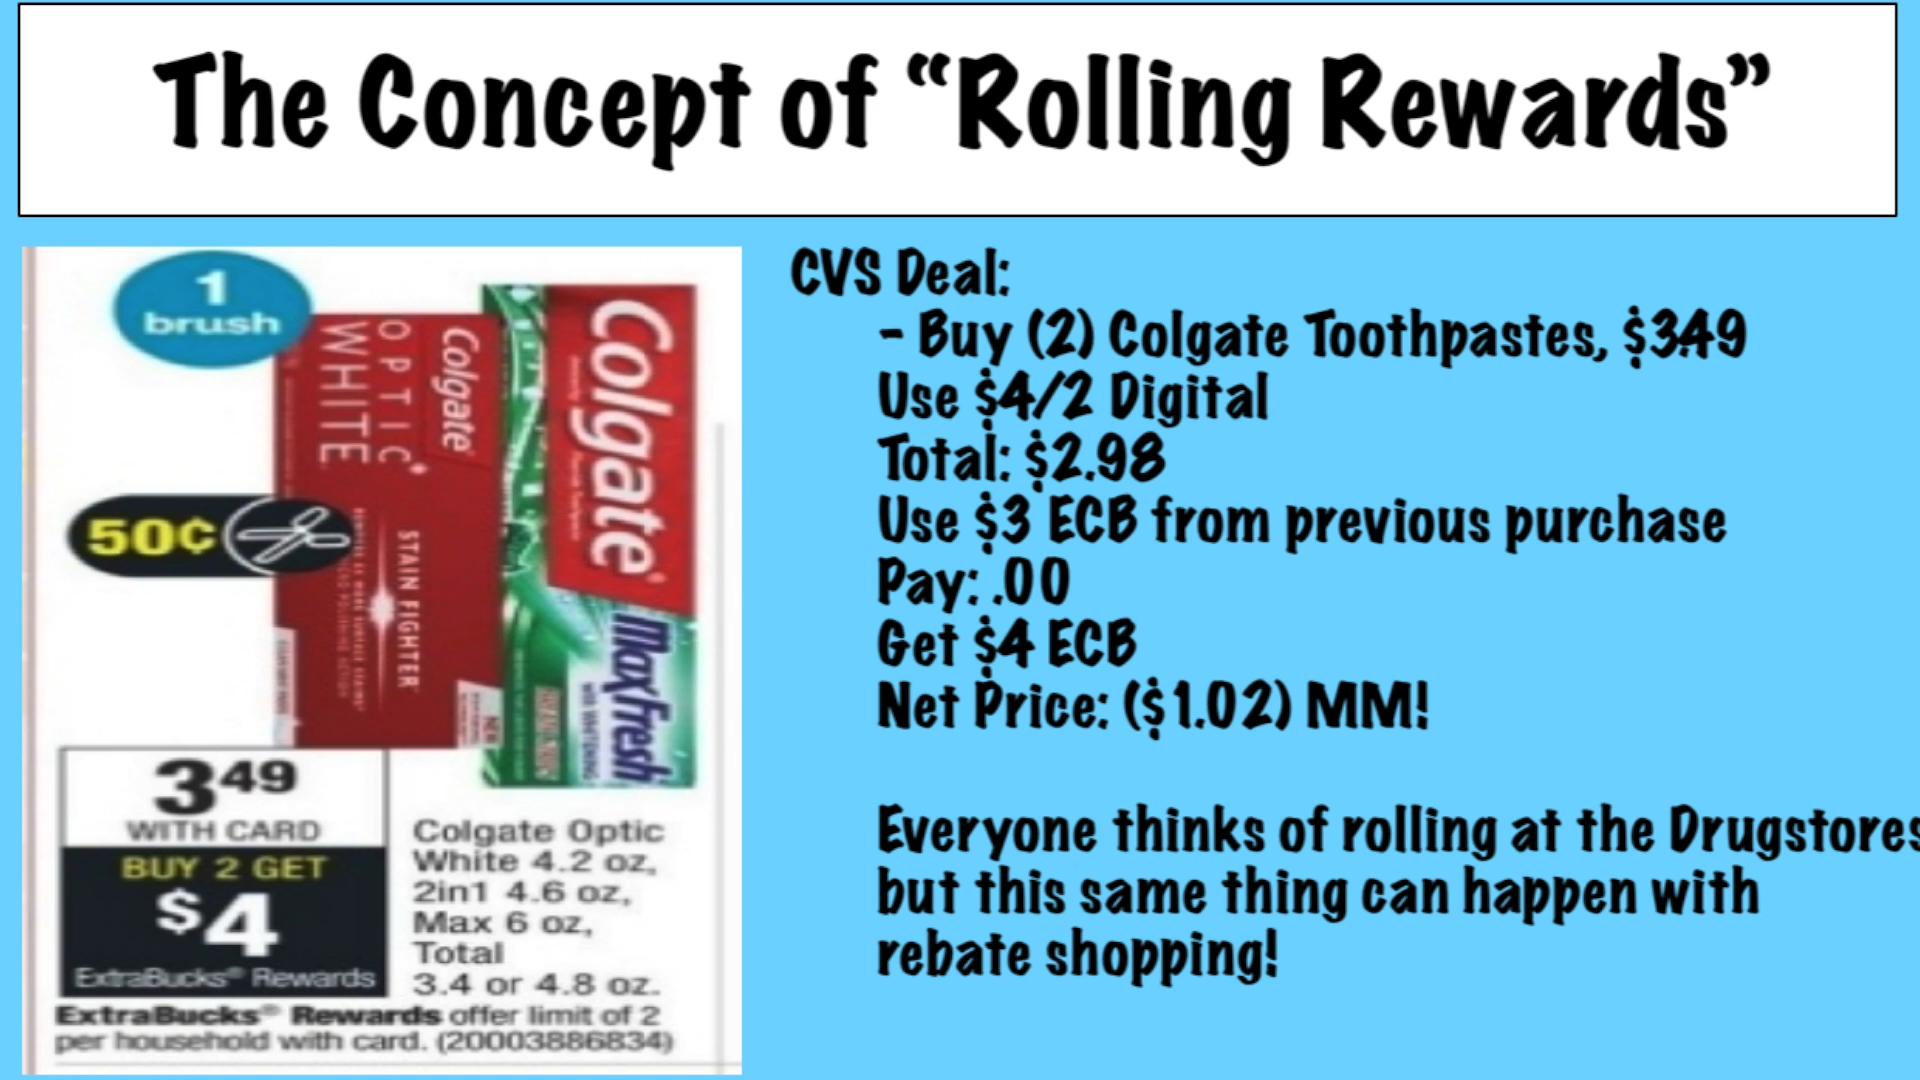 The Concept of “Rolling Rewards”
1
brush
Colgate
OPTIC
WHITE
STAIN FIGHTER
Colgate
Maxfresh
WITH WHITENING
NEW
50¢
3 49
WITH CARD
BUY 2 GET
$4
ExtraBucks® Rewards
Colgate Optic
White 4.2 oz,
2in1 4.6 oz,
Max 6 oz,
Total
3.4 or 4.8 oz.
ExtraBucks® Rewards offer limit of 2
per household with card. (20003886834)
CVS Deal:
- Buy (2) Colgate Toothpastes, $3.49
Use $4/2 Digital
Total: $2.98
Use $3 ECB from previous purchase
Pay: .00
Get $4 ECB
Net Price: ($1.02) MM!
Everyone thinks of rolling at the Drugstores
but this same thing can happen with
rebate shopping!